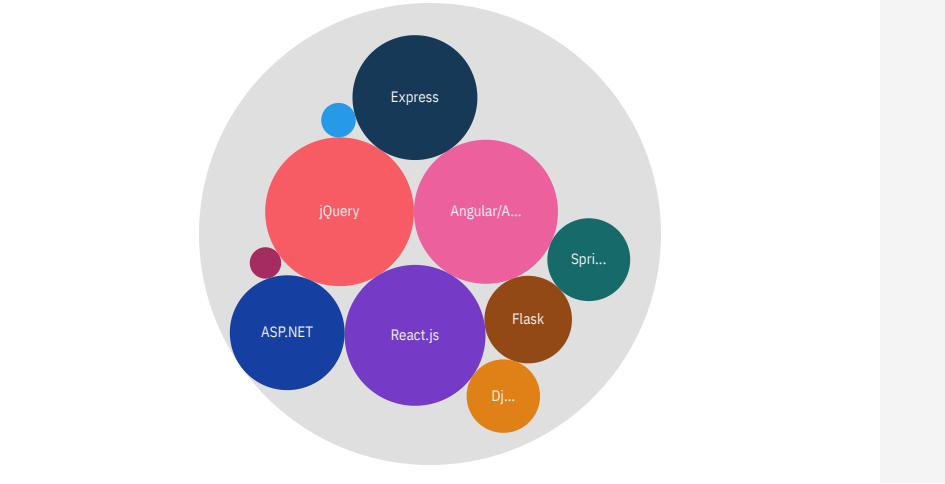 Express
jQuery
Angular/A...
Spri...
Flask
ASP.NET
React.js
Dj...